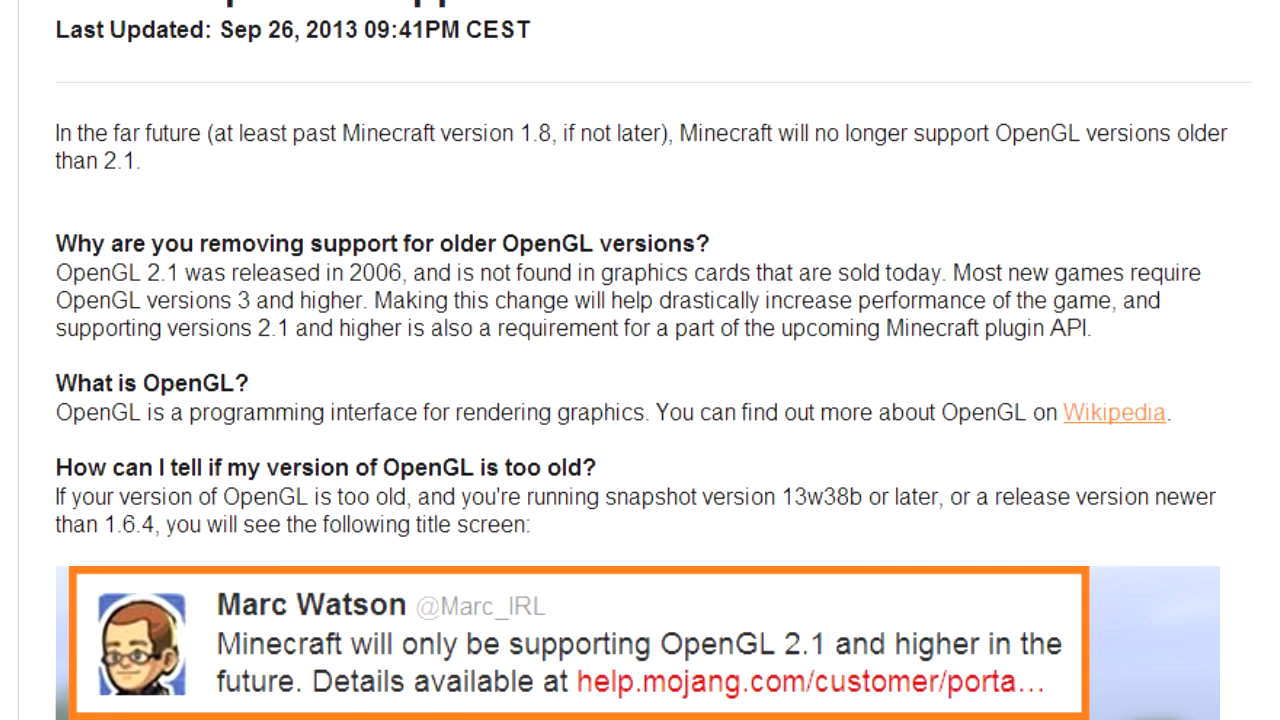 Last Updated: Sep 26, 2013 09:41PM CEST
In the far future (at least past Minecraft version 1.8, if not later), Minecraft will no longer support OpenGL versions older
than 2.1.
Why are you removing support for older OpenGL versions?
OpenGL 2.1 was released in 2006, and is not found in graphics cards that are sold today. Most new games require
OpenGL versions 3 and higher. Making this change will help drastically increase performance of the game, and
supporting versions 2.1 and higher is also a requirement for a part of the upcoming Minecraft plugin API.
What is OpenGL?
OpenGL is a programming interface for rendering graphics. You can find out more about OpenGL on Wikipedia.
How can I tell if my version of OpenGL is too old?
If your version of OpenGL is too old, and you're running snapshot version 13w38b or later, or a release version newer
than 1.6.4, you will see the following title screen:
Marc Watson @Marc_IRL
Minecraft will only be supporting OpenGL 2.1 and higher in the
future. Details available at help.mojang.com/customer/porta...